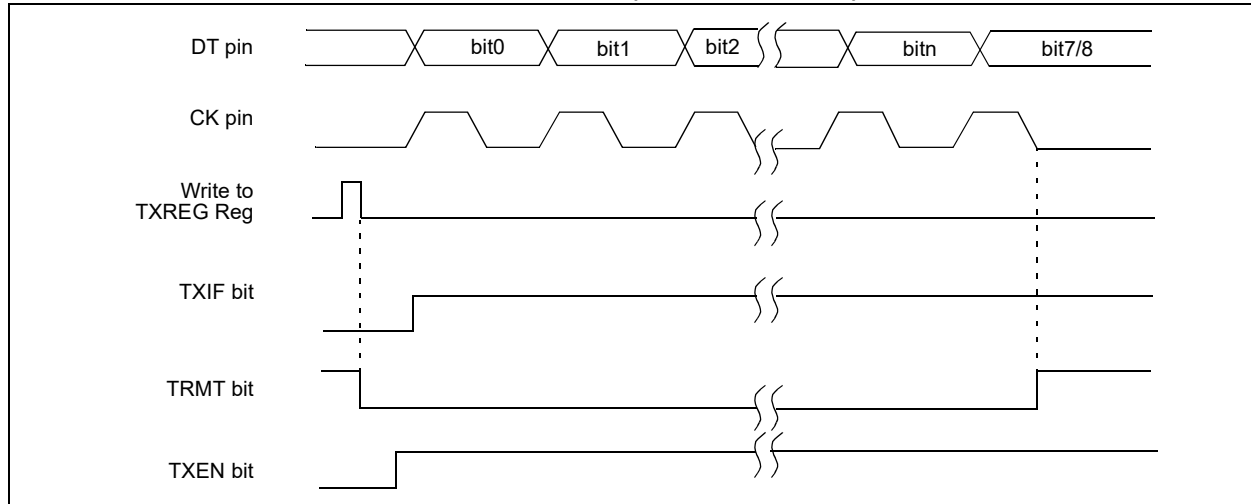 DT pin
bit0
bit1
bit2
bitn
bit7/8
CK pin
Write to
TXREG Reg
TXIF bit
TRMT bit
TXEN bit